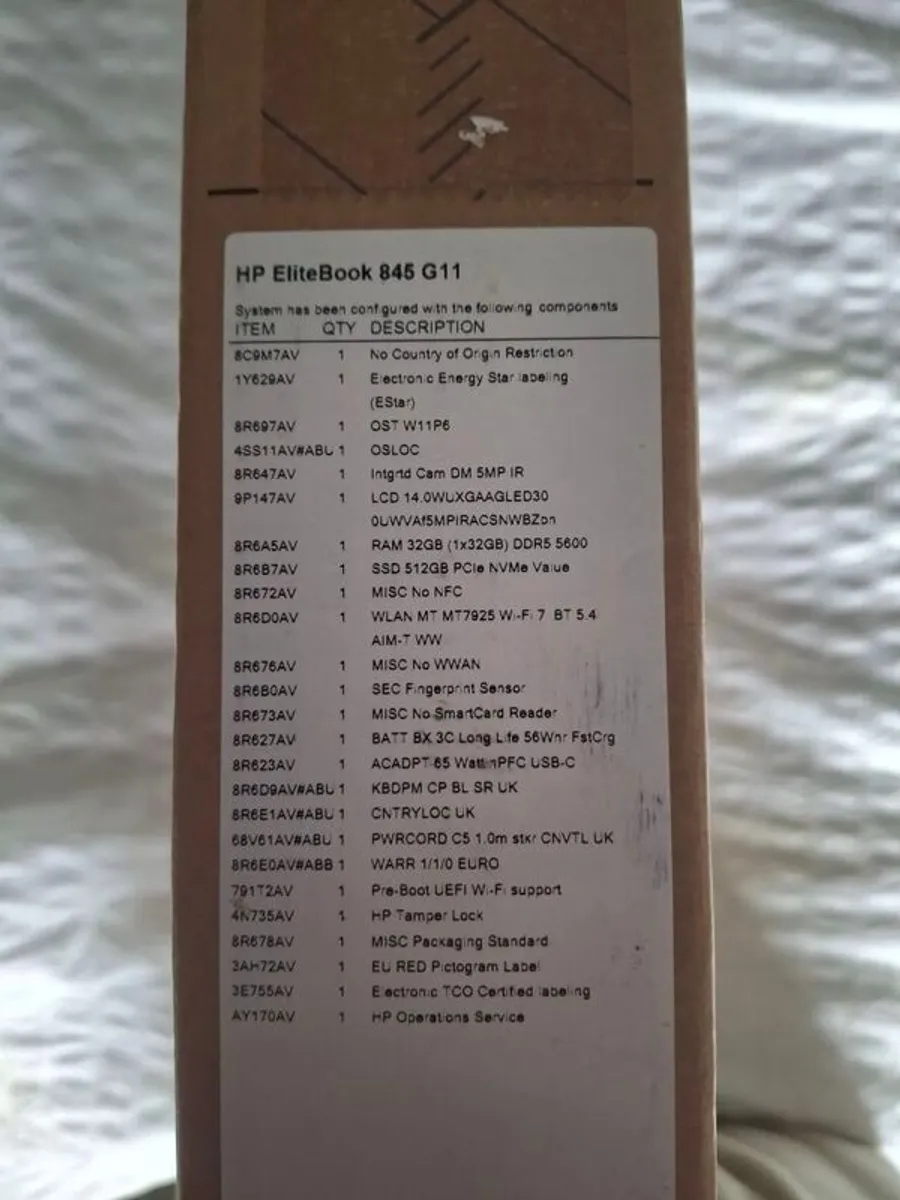 HP EliteBook 845 G11
System has been configured with the following components
ITEM QTY DESCRIPTION
8C9M7AV 1 No Country of Origin Restriction
1Y629AV 1 Electronic Energy Star labeling
(EStar)
8R697AV 1 OST W11P6
4SS11AV#ABU 1 OSLOC
8R647AV 1 Intgrtd Cam DM 5MP IR
9P147AV 1 LCD 14.0WUXGAAGLED30
0UWVAf5MPIRACSNWBZbn
8R6A5AV 1 RAM 32GB (1x32GB) DDR5 5600
8R6B7AV 1 SSD 512GB PCIe NVMe Value
8R672AV 1 MISC No NFC
8R6D0AV 1 WLAN MT MT7925 Wi-Fi 7 BT 5.4
AIM-T WW
8R676AV 1 MISC No WWAN
8R6B0AV 1 SEC Fingerprint Sensor
8R673AV 1 MISC No SmartCard Reader
8R627AV 1 BATT BX 3C Long Life 56Whr FstCrg
8R623AV 1 ACADPT 65 Watt nPFC USB-C
8R6D9AV#ABU 1 KBDPM CP BL SR UK
8R6E1AV#ABU 1 CNTRYLOC UK
68V61AV#ABU 1 PWRCORD C5 1.0m stkr CNVTL UK
8R6E0AV#ABB 1 WARR 1/1/0 EURO
791T2AV 1 Pre-Boot UEFI Wi-Fi support
4N735AV 1 HP Tamper Lock
8R678AV 1 MISC Packaging Standard
3AH72AV 1 EU RED Pictogram Label
3E755AV 1 Electronic TCO Certified labeling
AY170AV 1 HP Operations Service